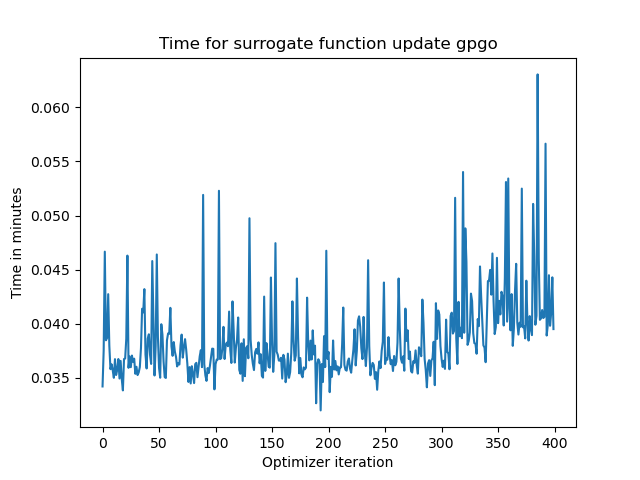 Time for surrogate function update gpgo
0.060
0.055
0.050
0.045
0.040
0.035
Time in minutes
0 50 100 150 200 250 300 350 400
Optimizer iteration